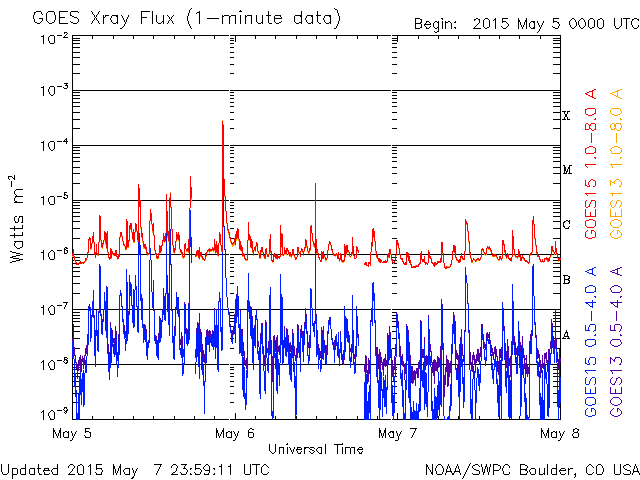 GOES Xray Flux (1-minute data)
Begin: 2015 May 5 0000 UTC
10-2
10-3
10-4
10-5
10-6
10-7
10-8
10-9
Watts m-2
X
M
C
B
A
GOES15 1.0-8.0 A
GOES13 1.0-8.0 A
GOES15 0.5-4.0 A
GOES13 0.5-4.0 A
May 5
May 6
May 7
May 8
Universal Time
Updated 2015 May 7 23:59:11 UTC
NOAA/SWPC Boulder, CO USA